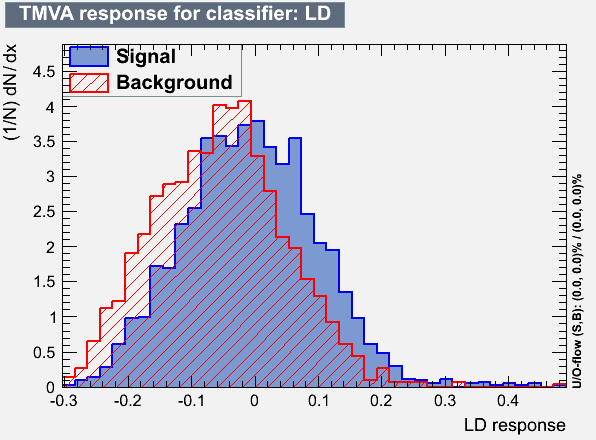 TMVA response for classifier: LD
(1/N) dN / dx
Signal
Background
4.5
4
3.5
3
2.5
2
1.5
1
0.5
0
-0.3 -0.2 -0.1 0 0.1 0.2 0.3 0.4
LD response
U/O-flow (S,B): (0.0, 0.0)% / (0.0, 0.0)%